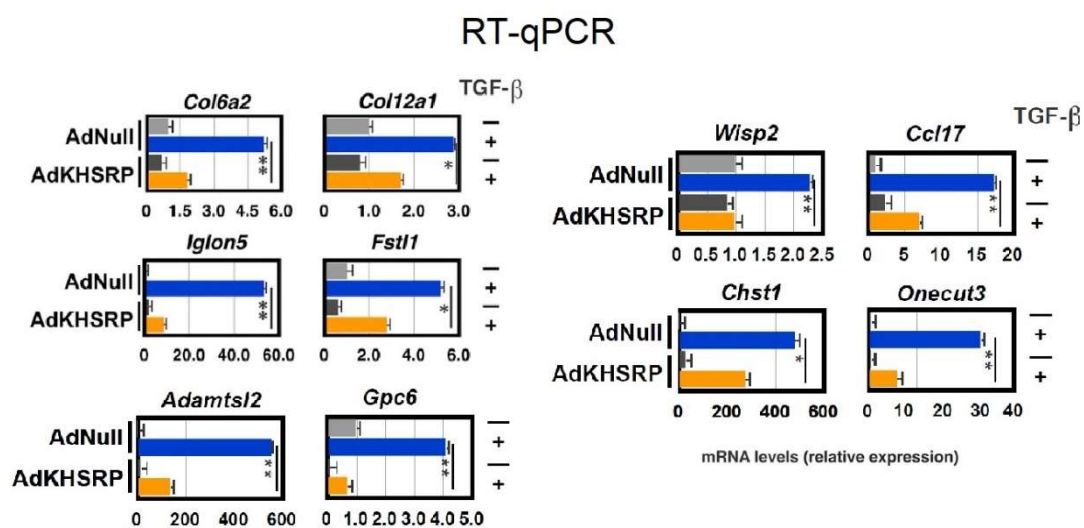 RT-qPCR
TGF-β
Col6a2 Col12a1
AdNull − +
AdKHSRP − +
** *
0 1.5 3.0 4.5 6.0 0 1.0 2.0 3.0
Iglon5 Fstl1
AdNull − +
AdKHSRP − +
** *
0 20.0 40.0 60.0 0 2.0 4.0 6.0
Adamtsl2 Gpc6
AdNull − +
AdKHSRP − +
** **
0 200 400 600 0 1.0 2.0 3.0 4.0 5.0
TGF-β
Wisp2 Ccl17
AdNull − +
AdKHSRP − +
** **
0 0.5 1.0 1.5 2.0 2.5 0 5 10 15 20
Chst1 Onecut3
AdNull − +
AdKHSRP − +
* **
0 200 400 600 0 10 20 30 40
mRNA levels (relative expression)